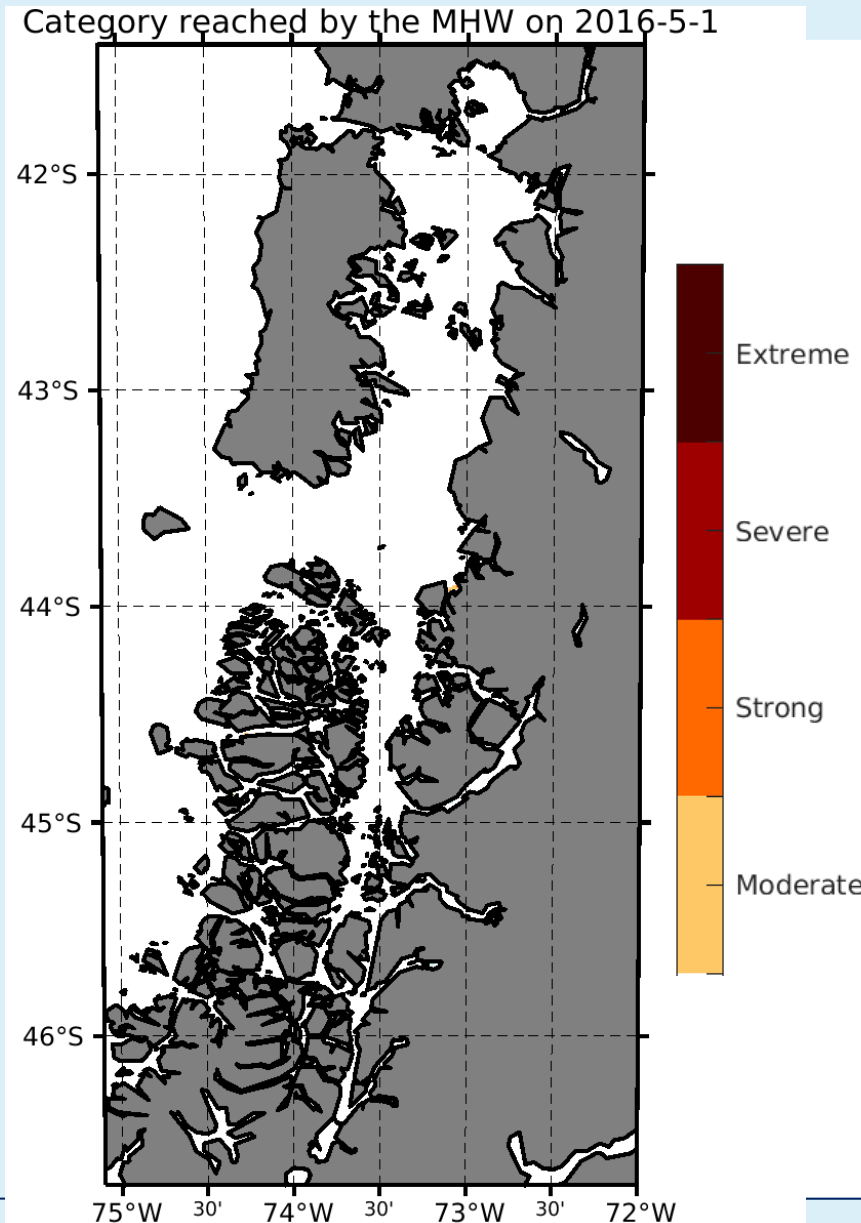 Category reached by the MHW on 2016-5-1
42°S
43°S
44°S
45°S
46°S
75°W 30' 74°W 30' 73°W 30' 72°W
Extreme
Severe
Strong
Moderate